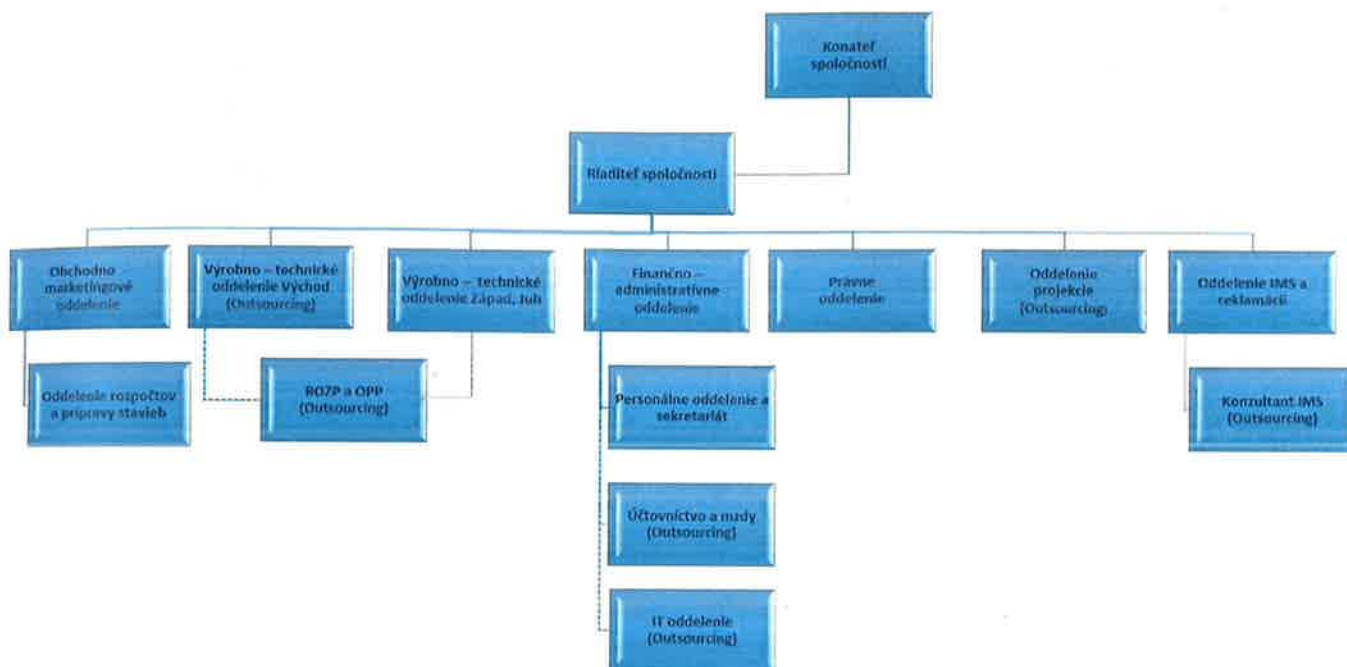 Konateľ
spoločnosti
Riaditeľ spoločnosti
Obchodno
marketingové
oddelenie
Výrobno – technické
oddelenie Východ
(Outsourcing)
Výrobno – technické
oddelenie Západ, Juh
Finančno –
administratívne
oddelenie
Právne
oddelenie
Oddelenie
projekcie
(Outsourcing)
Oddelenie IMS a
reklamácií
Oddelenie rozpočtov
a prípravy stavieb
BOZP a OPP
(Outsourcing)
Personálne oddelenie a
sekretariát
Konzultant IMS
(Outsourcing)
Účtovníctvo a mzdy
(Outsourcing)
IT oddelenie
(Outsourcing)